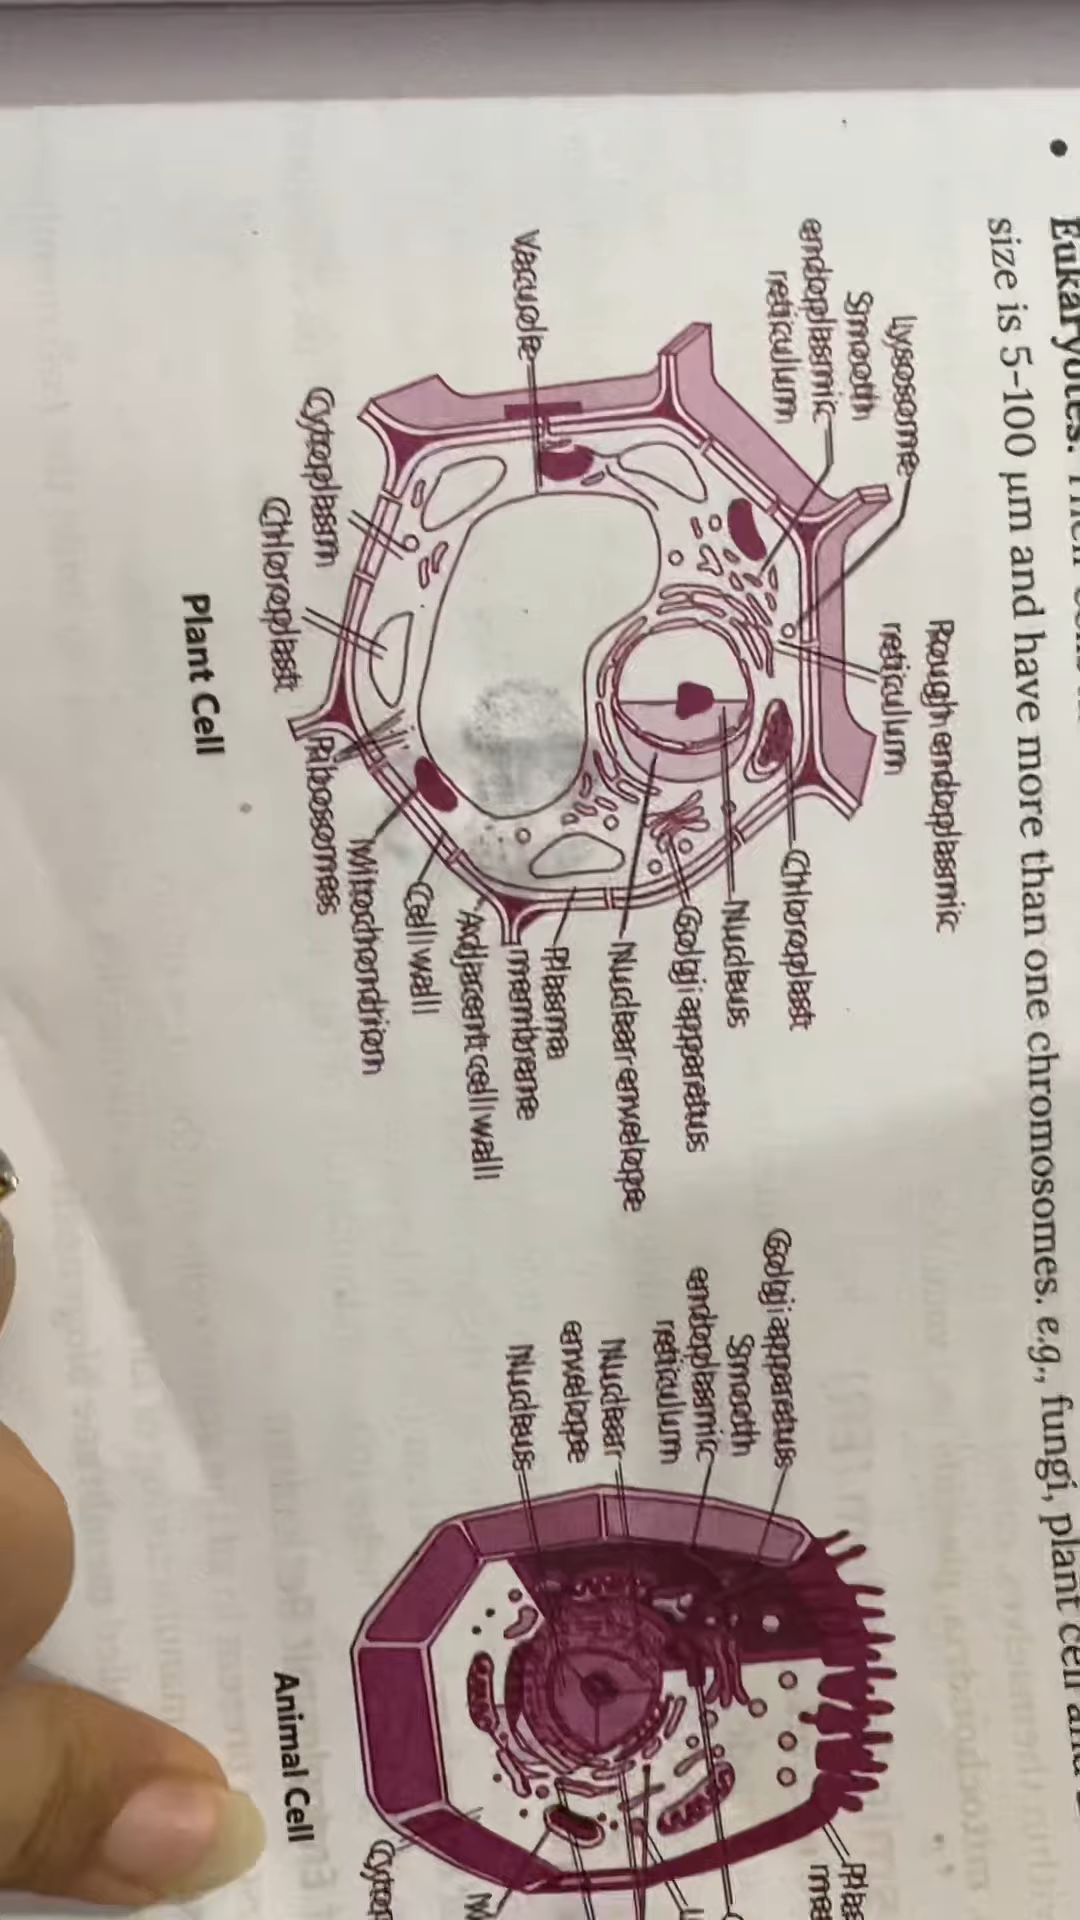 • Eukaryotes:
size is 5-100 μm and have more than one chromosomes. e.g., fungi, plant cell and
Lysosome
Smooth
endoplasmic
reticulum
Rough endoplasmic
reticulum
Vacuole
Cytoplasm
Chloroplast
Chloroplast
Nucleus
Golgi apparatus
Nuclear envelope
Plasma
membrane
Adjacent cell wall
Cell wall
Mitochondrion
Ribosomes
Plant Cell
Golgi apparatus
Smooth
endoplasmic
reticulum
Nuclear
envelope
Nucleus
Animal Cell